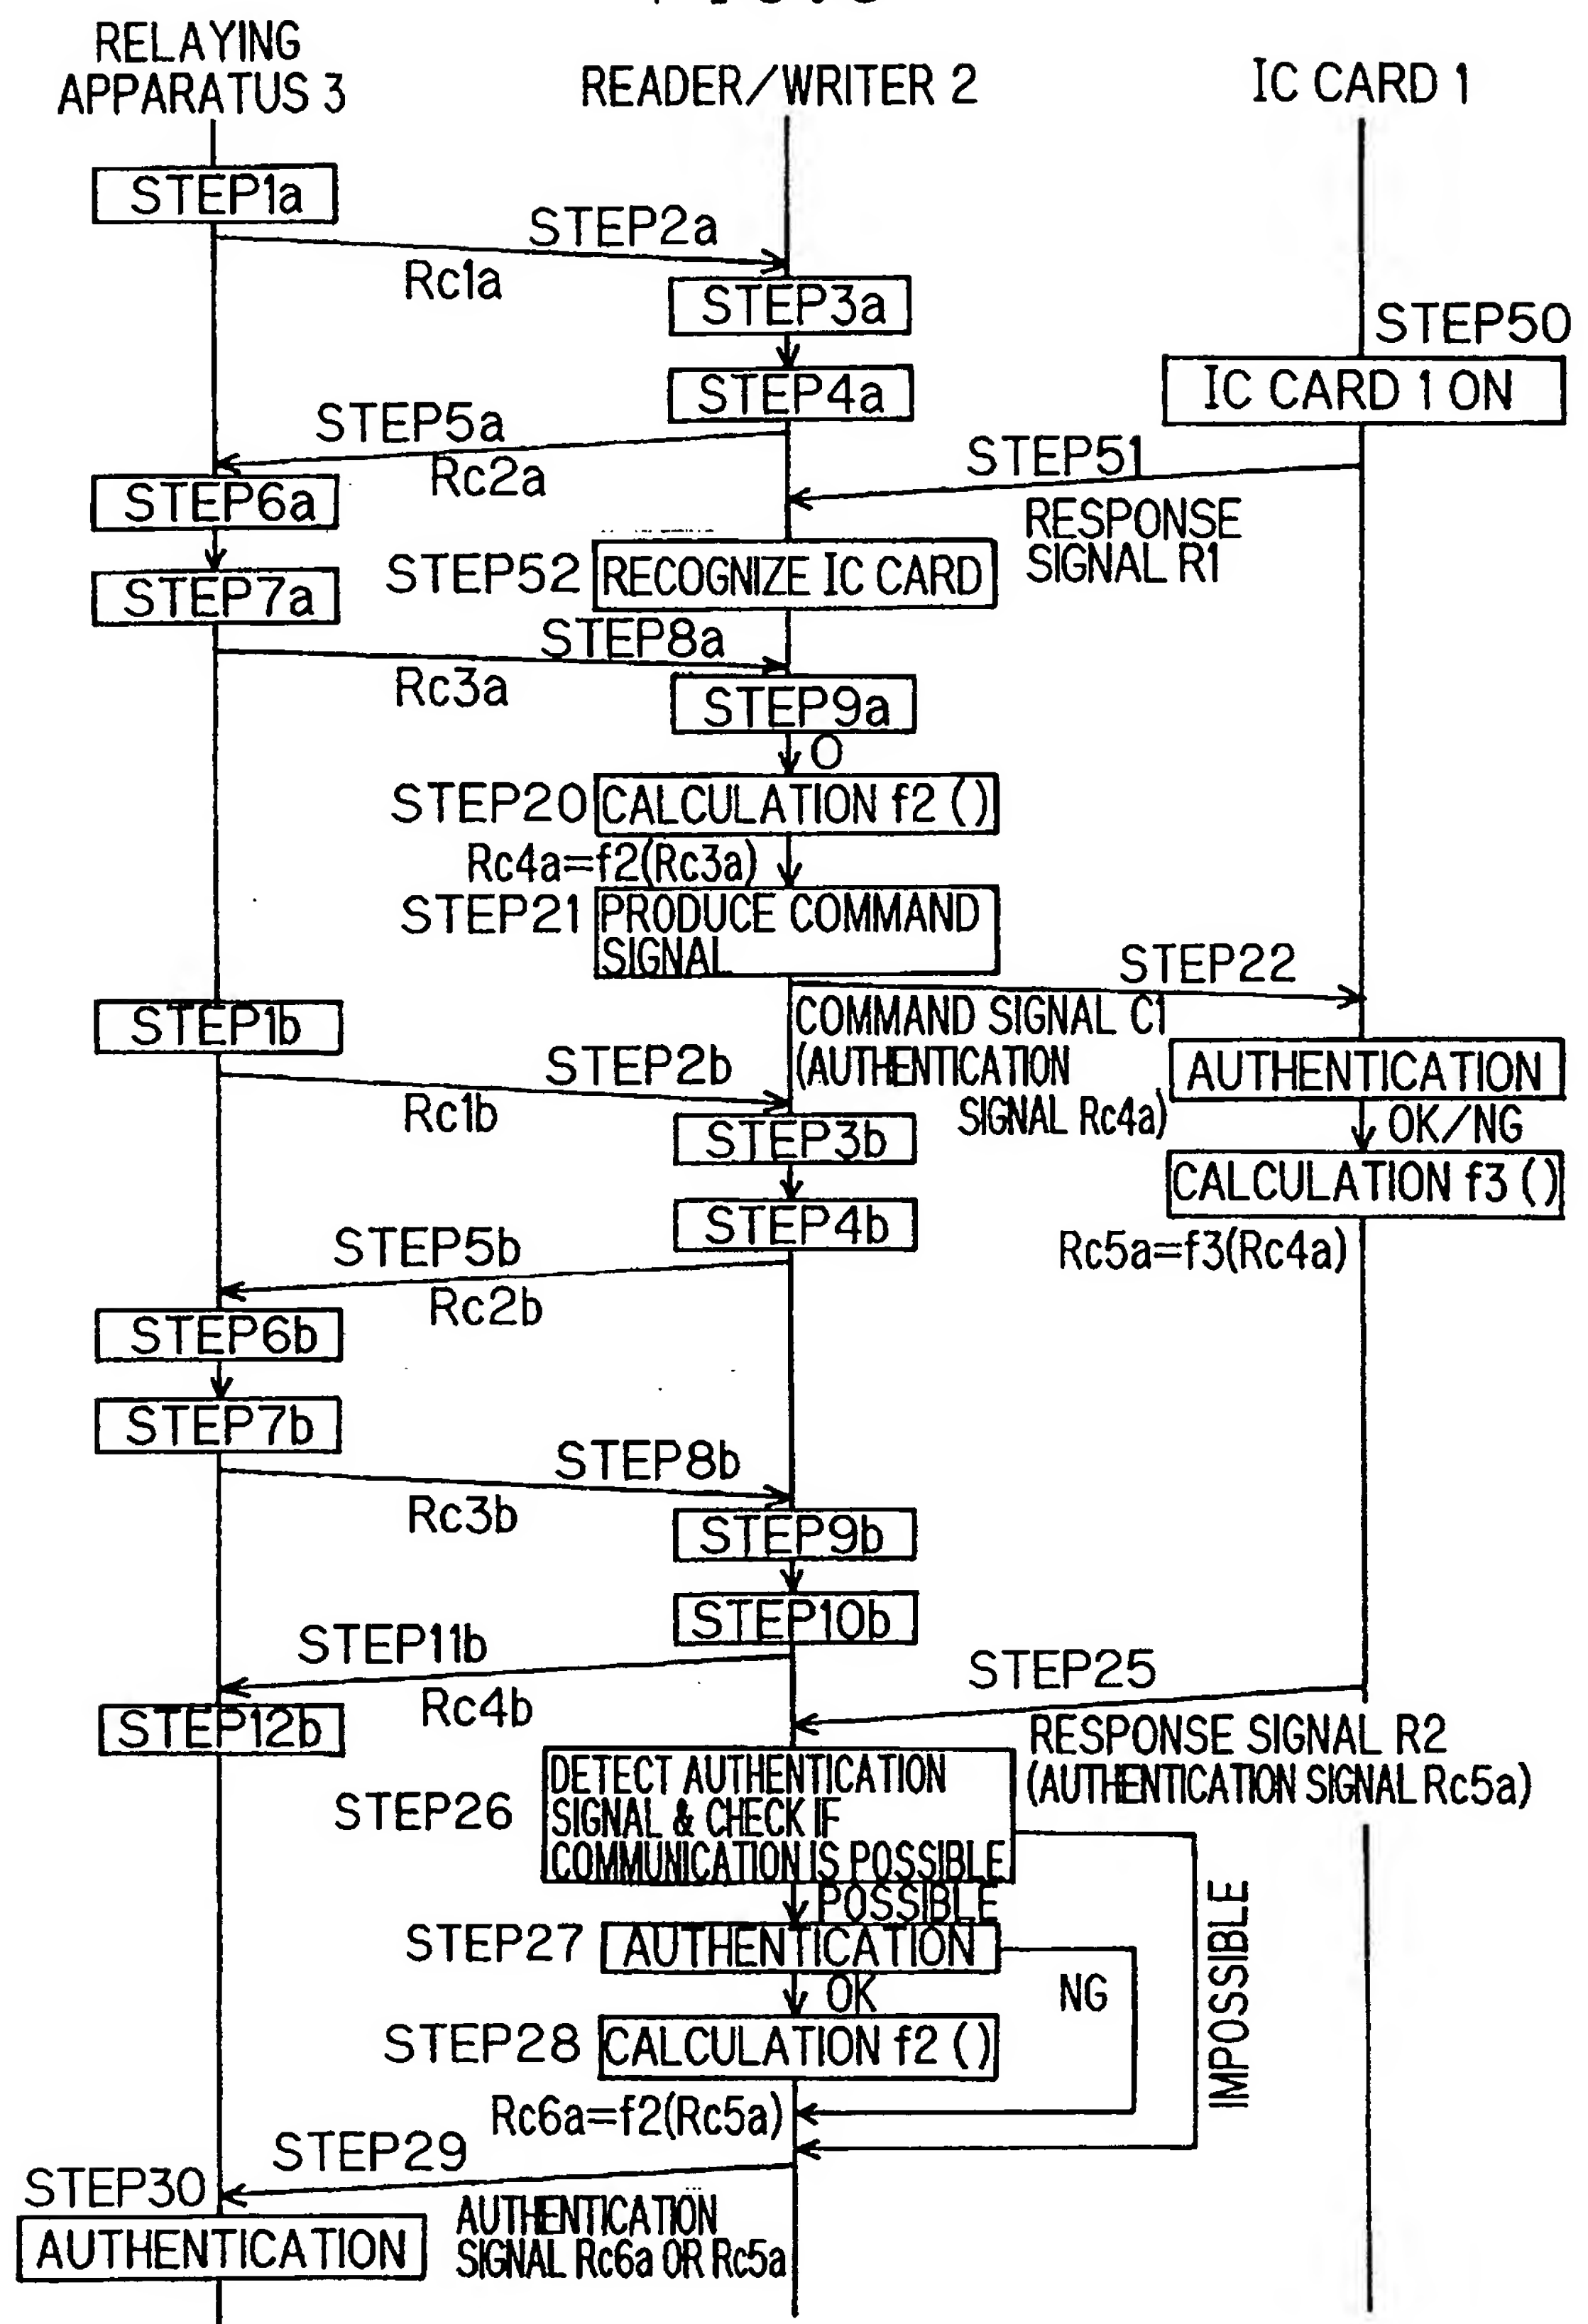 RELAYING
APPARATUS 3
READER/WRITER 2
IC CARD 1
STEP1a
STEP2a
Rc1a
STEP3a
STEP50
STEP4a
IC CARD 1 ON
STEP5a
Rc2a
STEP51
STEP6a
RESPONSE
SIGNAL R1
STEP52
RECOGNIZE IC CARD
STEP7a
STEP8a
Rc3a
STEP9a
O
STEP20
CALCULATION f2 ()
Rc4a=f2(Rc3a)
STEP21
PRODUCE COMMAND
SIGNAL
STEP22
STEP1b
COMMAND SIGNAL C1
(AUTHENTICATION
SIGNAL Rc4a)
STEP2b
Rc1b
AUTHENTICATION
STEP3b
OK/NG
CALCULATION f3 ()
STEP4b
Rc5a=f3(Rc4a)
STEP5b
Rc2b
STEP6b
STEP7b
STEP8b
Rc3b
STEP9b
STEP10b
STEP11b
Rc4b
STEP25
STEP12b
RESPONSE SIGNAL R2
(AUTHENTICATION SIGNAL Rc5a)
STEP26
DETECT AUTHENTICATION
SIGNAL & CHECK IF
COMMUNICATION IS POSSIBLE
POSSIBLE
IMPOSSIBLE
STEP27
AUTHENTICATION
OK
NG
STEP28
CALCULATION f2 ()
Rc6a=f2(Rc5a)
STEP29
STEP30
AUTHENTICATION
AUTHENTICATION
SIGNAL Rc6a OR Rc5a